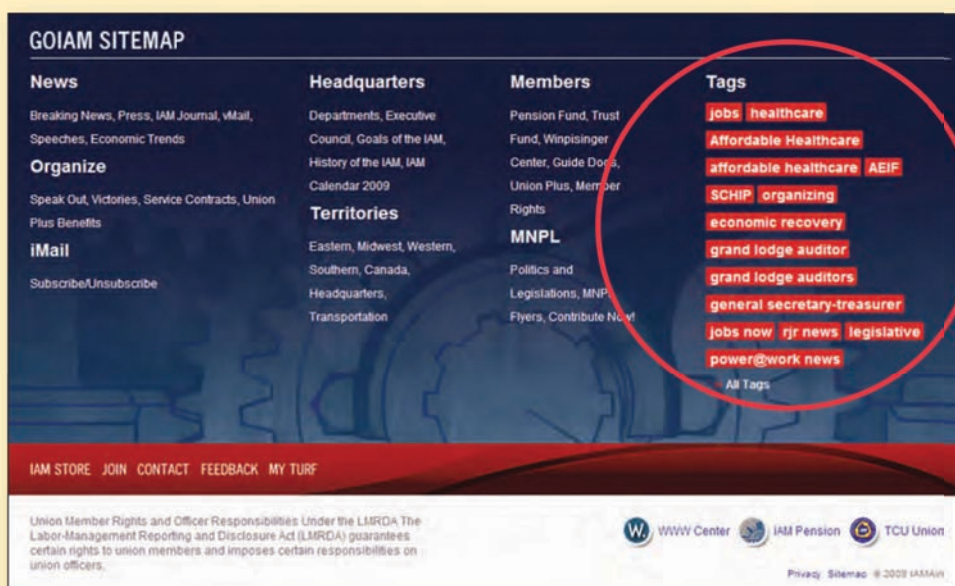 GOIAM SITEMAP
News
Breaking News, Press, IAM Journal, vMail,
Speeches, Economic Trends
Organize
Speak Out, Victories, Service Contracts, Union
Plus Benefits
iMail
Subscribe/Unsubscribe
Headquarters
Departments, Executive
Council, Goals of the IAM,
History of the IAM, IAM
Calendar 2009
Territories
Eastern, Midwest, Western,
Southern, Canada,
Headquarters,
Transportation
Members
Pension Fund, Trust
Fund, Winpisinger
Center, Guide Dogs,
Union Plus, Member
Rights
MNPL
Politics and
Legislations, MNPL
Flyers, Contribute Now!
Tags
jobs healthcare
Affordable Healthcare
affordable healthcare AEIF
SCHIP organizing
economic recovery
grand lodge auditor
grand lodge auditors
general secretary-treasurer
jobs now rjr news legislative
power@work news
All Tags
IAM STORE JOIN CONTACT FEEDBACK MY TURF
Union Member Rights and Officer Responsibilities Under the LMRDA The
Labor-Management Reporting and Disclosure Act (LMRDA) guarantees
certain rights to union members and imposes certain responsibilities on
union officers.
W. WWW Center IAM Pension TCU Union
Privacy Sitemap © 2009 IAMAW